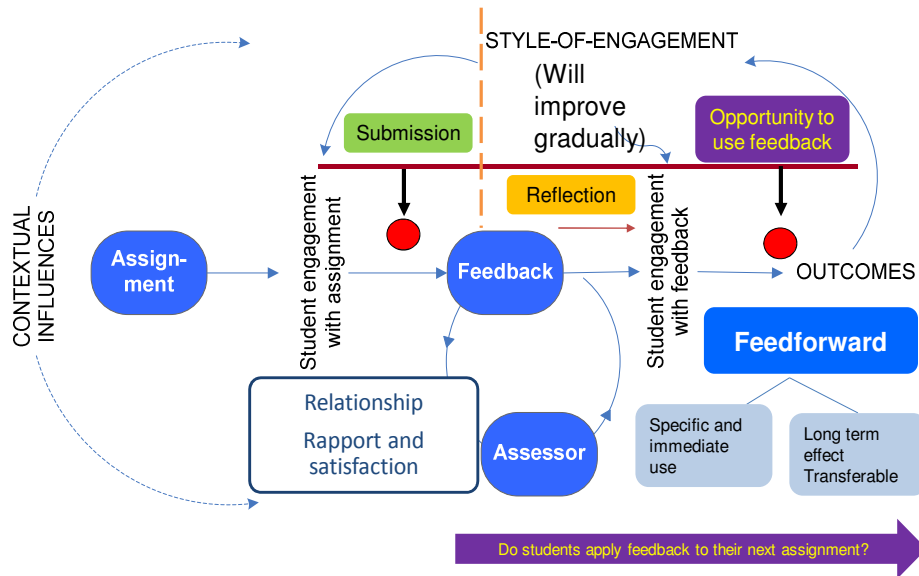 STYLE-OF-ENGAGEMENT
(Will
improve
gradually)
Submission
Opportunity to
use feedback
Reflection
CONTEXTUAL
INFLUENCES
Assign-
ment
Student engagement
with assignment
Feedback
Student engagement
with feedback
OUTCOMES
Feedforward
Relationship
Rapport and
satisfaction
Assessor
Specific and
immediate
use
Long term
effect
Transferable
Do students apply feedback to their next assignment?